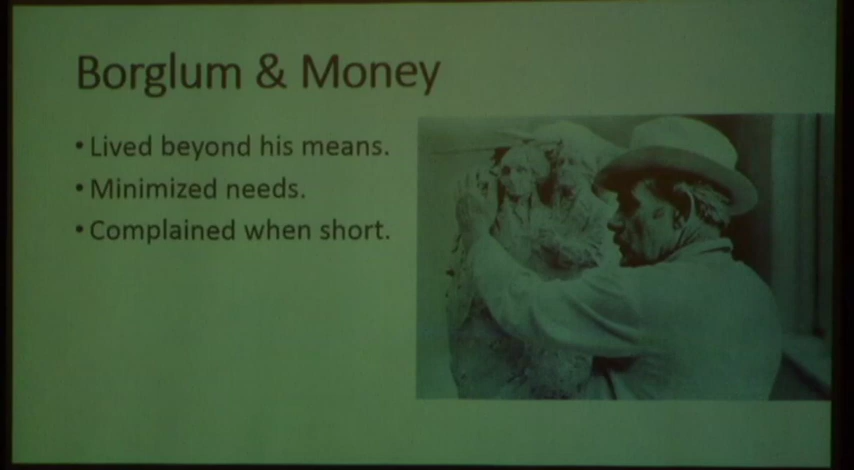 Borglum & Money
• Lived beyond his means.
• Minimized needs.
• Complained when short.